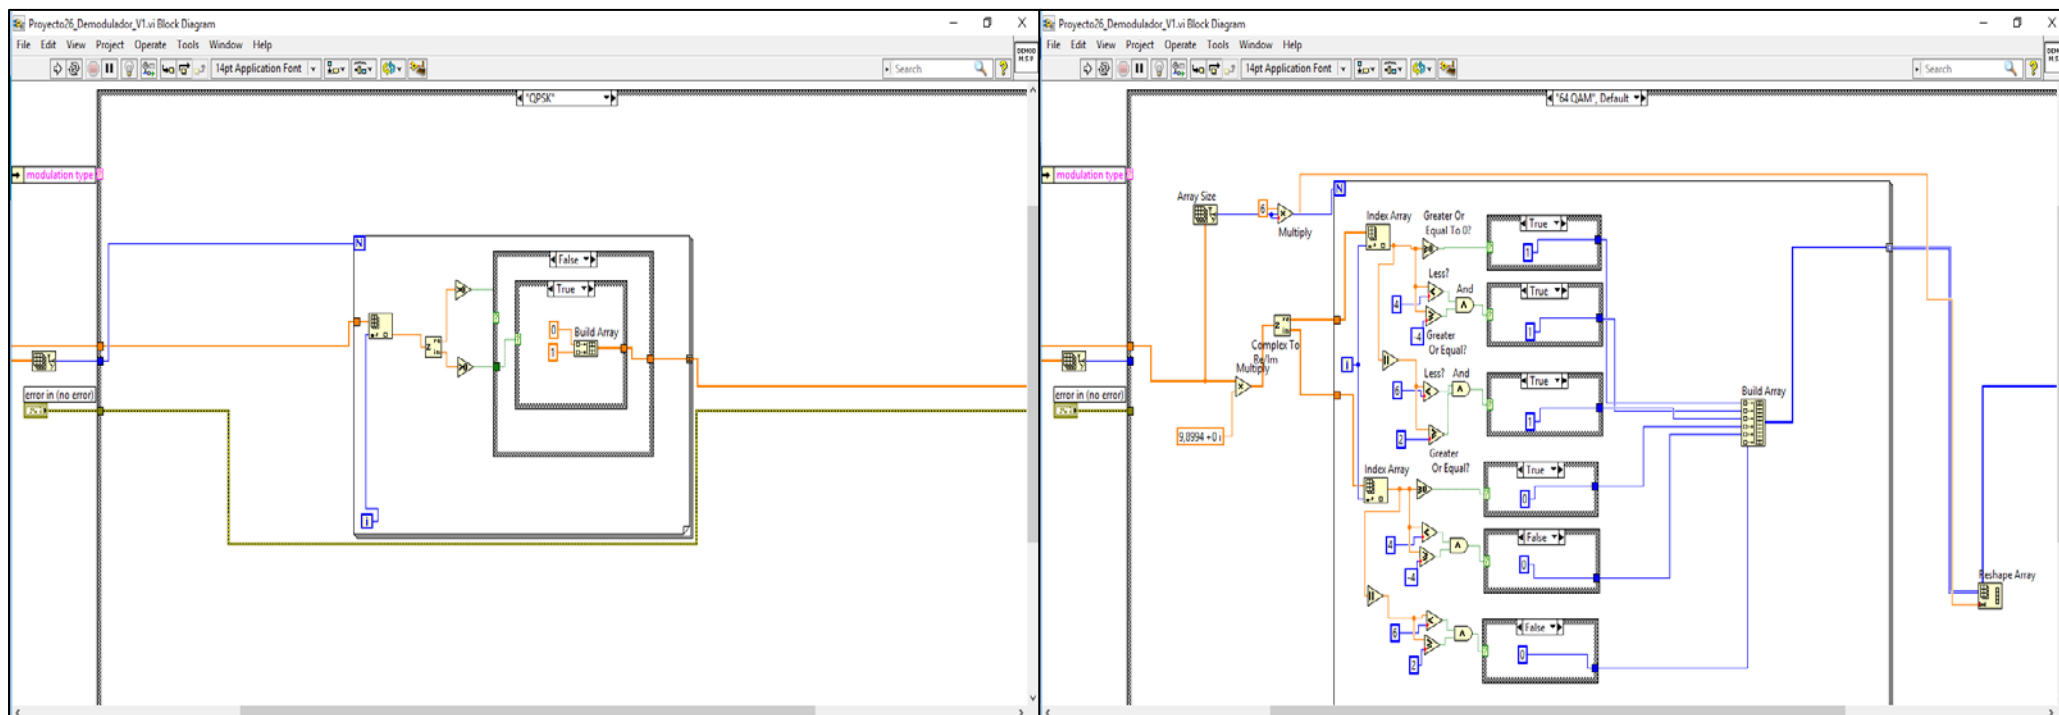 Proyecto26_Demodulador_V1.vi Block Diagram
File Edit View Project Operate Tools Window Help
14pt Application Font
Search
DEMOD
M.S.P
"QPSK"
modulation type
N
False
True
0
Build Array
1
error in (no error)
i
Proyecto26_Demodulador_V1.vi Block Diagram
File Edit View Project Operate Tools Window Help
14pt Application Font
Search
"64 QAM", Default
modulation type
Array Size
6
Multiply
N
Index Array
Greater Or
Equal To 0?
True
1
Less?
And
4
-4
Greater
Or Equal?
True
1
Complex To
Re/Im
Multiply
i
Less?
And
6
2
Greater
Or Equal?
True
1
Build Array
error in (no error)
9,8994 +0 i
Index Array
True
0
4
-4
False
0
Reshape Array
6
2
False
0